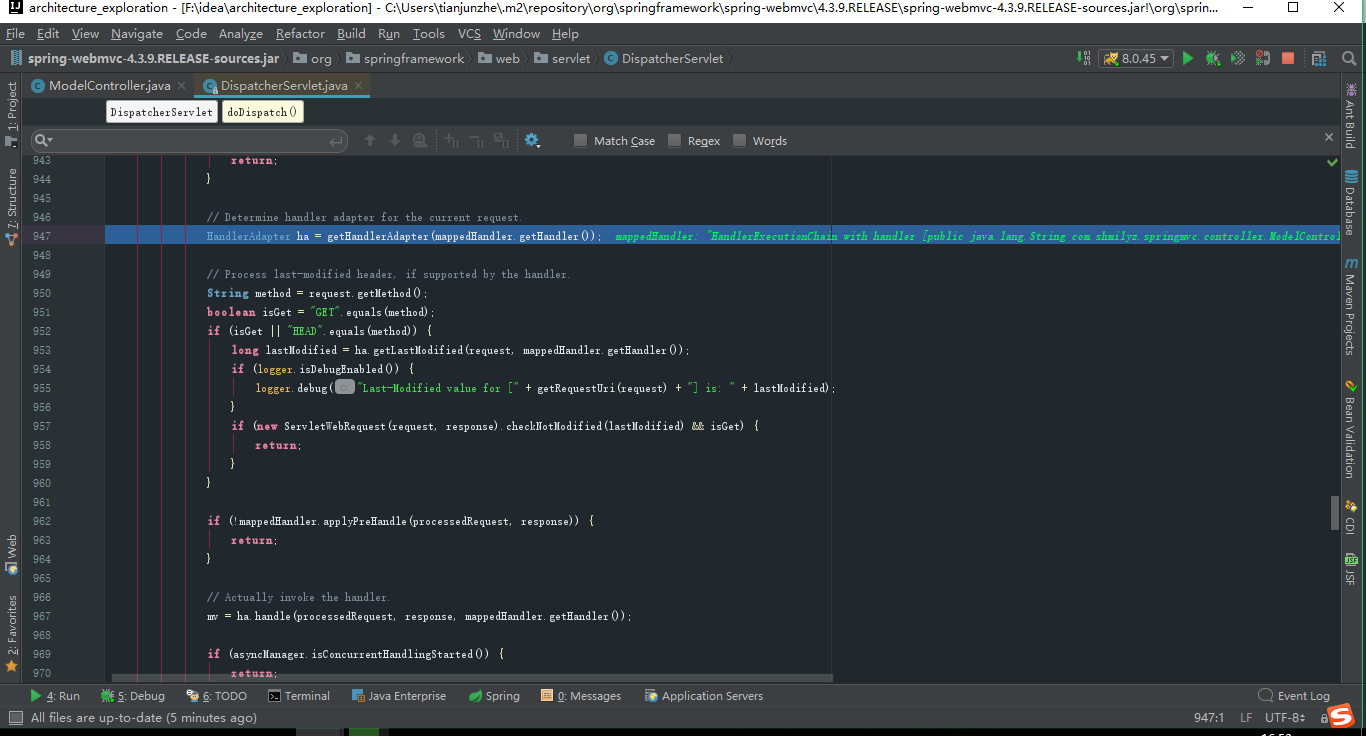 architecture_exploration - [F:\idea\architecture_exploration] - C:\Users\tianjunzhe\.m2\repository\org\springframework\spring-webmvc\4.3.9.RELEASE\spring-webmvc-4.3.9.RELEASE-sources.jar!\org\sprin...
File Edit View Navigate Code Analyze Refactor Build Run Tools VCS Window Help
spring-webmvc-4.3.9.RELEASE-sources.jar org springframework web servlet DispatcherServlet 8.0.45
ModelController.java DispatcherServlet.java
DispatcherServlet doDispatch()
Match Case Regex Words
1: Project
7: Structure
Web
2: Favorites
943 return;
944 }
945
946 // Determine handler adapter for the current request.
947 HandlerAdapter ha = getHandlerAdapter(mappedHandler.getHandler()); mappedHandler: "HandlerExecutionChain with handler [public java.lang.String com.shmilyz.springmvc.controller.ModelControl
948
949 // Process last-modified header, if supported by the handler.
950 String method = request.getMethod();
951 boolean isGet = "GET".equals(method);
952 if (isGet || "HEAD".equals(method)) {
953 long lastModified = ha.getLastModified(request, mappedHandler.getHandler());
954 if (logger.isDebugEnabled()) {
955 logger.debug( o: "Last-Modified value for [" + getRequestUri(request) + "] is: " + lastModified);
956 }
957 if (new ServletWebRequest(request, response).checkNotModified(lastModified) && isGet) {
958 return;
959 }
960 }
961
962 if (!mappedHandler.applyPreHandle(processedRequest, response)) {
963 return;
964 }
965
966 // Actually invoke the handler.
967 mv = ha.handle(processedRequest, response, mappedHandler.getHandler());
968
969 if (asyncManager.isConcurrentHandlingStarted()) {
970 return;
Ant Build
Database
Maven Projects
Bean Validation
CDI
JSF
4: Run 5: Debug 6: TODO Terminal Java Enterprise Spring 0: Messages Application Servers Event Log
All files are up-to-date (5 minutes ago) 947:1 LF UTF-8